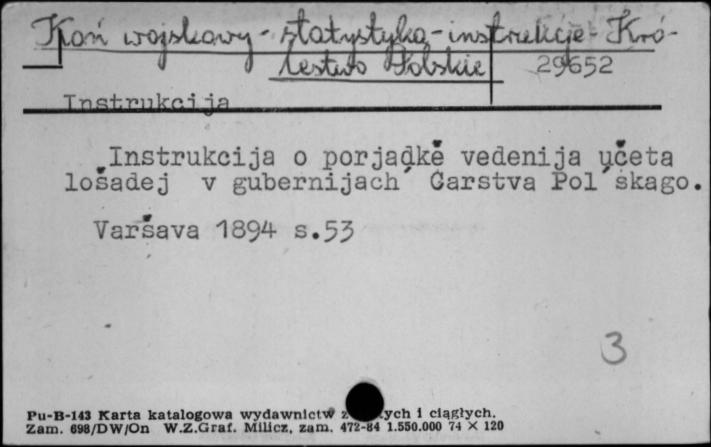 Koń wojskowy - statystyka - instrukcje - Kró-
lestwo Polskie 29652
Instrukcija
Instrukcija o porjadkě vedenija učeta
lošadej v gubernijach Carstva Pol'skago.
Varšava 1894 s.53
3
Pu-B-143 Karta katalogowa wydawnictw ych i ciągłych.
Zam. 698/DW/On W.Z.Graf. Milicz, zam. 472-84 1.550.000 74 × 120